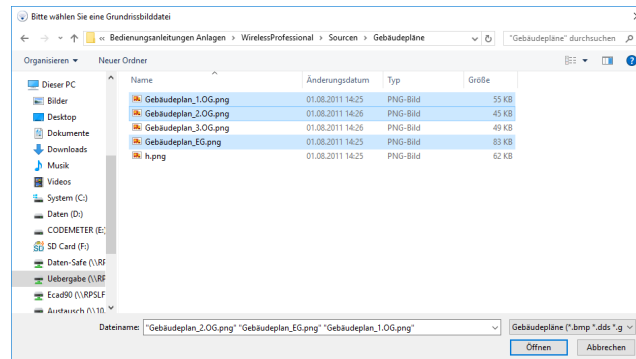 Bitte wählen Sie eine Grundrissbilddatei
« Bedienungsanleitungen Anlagen > WirelessProfessional > Sourcen > Gebäudepläne "Gebäudepläne" durchsuchen
Organisieren Neuer Ordner
Name Änderungsdatum Typ Größe
Dieser PC
Bilder
Desktop
Dokumente
Downloads
Musik
Videos
System (C:)
Daten (D:)
CODEMETER (E:)
SD Card (F:)
Daten-Safe (\\RP
Uebergabe (\\RP
Ecad90 (\\RPSLF
Austausch (\\10.
Gebäudeplan_1.OG.png 01.08.2011 14:25 PNG-Bild 55 KB
Gebäudeplan_2.OG.png 01.08.2011 14:26 PNG-Bild 45 KB
Gebäudeplan_3.OG.png 01.08.2011 14:26 PNG-Bild 49 KB
Gebäudeplan_EG.png 01.08.2011 14:25 PNG-Bild 83 KB
h.png 01.08.2011 14:25 PNG-Bild 62 KB
Dateiname: "Gebäudeplan_2.OG.png" "Gebäudeplan_EG.png" "Gebäudeplan_1.OG.png" Gebäudepläne (*.bmp *.dds *.g
Öffnen Abbrechen